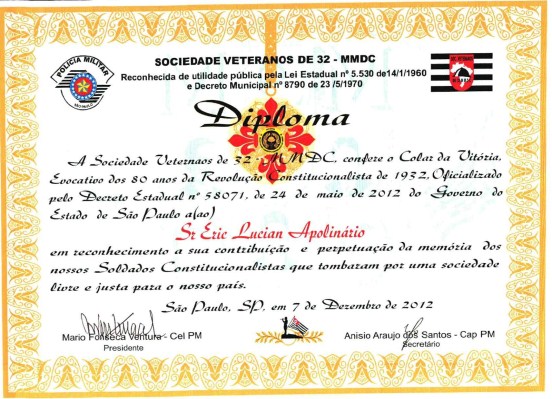 POLICIA MILITAR
SÃO PAULO
SOCIEDADE VETERANOS DE 32 - MMDC
Reconhecida de utilidade pública pela Lei Estadual nº 5.530 de14/1/1960
e Decreto Municipal nº 8790 de 23 /5/1970
Diploma
A Sociedade Veternaos de 32 - MMDC, confere o Colar da Vitória,
Evocativo dos 80 anos da Revolução Constitucionalista de 1932, Oficializado
pelo Decreto Estadual nº 58071, de 24 de maio de 2012 do Governo do
Estado de São Paulo a(ao)
Sr Eric Lucian Apolinário
em reconhecimento a sua contribuição e perpetuação da memória dos
nossos Soldados Constitucionalistas que tombaram por uma sociedade
livre e justa para o nosso país.
São Paulo, SP, em 7 de Dezembro de 2012
Mario Fonseca Ventura - Cel PM
Presidente
Anisio Araujo dos Santos - Cap PM
Secretário